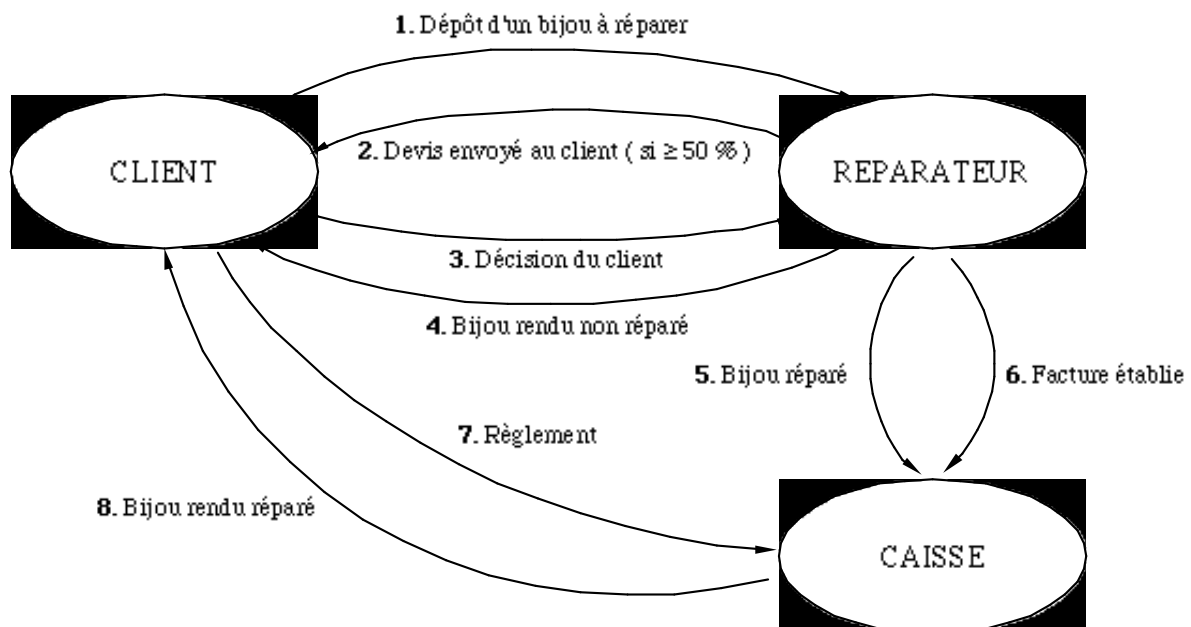 1. Dépôt d'un bijou à réparer
2. Devis envoyé au client ( si ≥ 50 % )
CLIENT
REPARATEUR
3. Décision du client
4. Bijou rendu non réparé
5. Bijou réparé
6. Facture établie
7. Règlement
8. Bijou rendu réparé
CAISSE